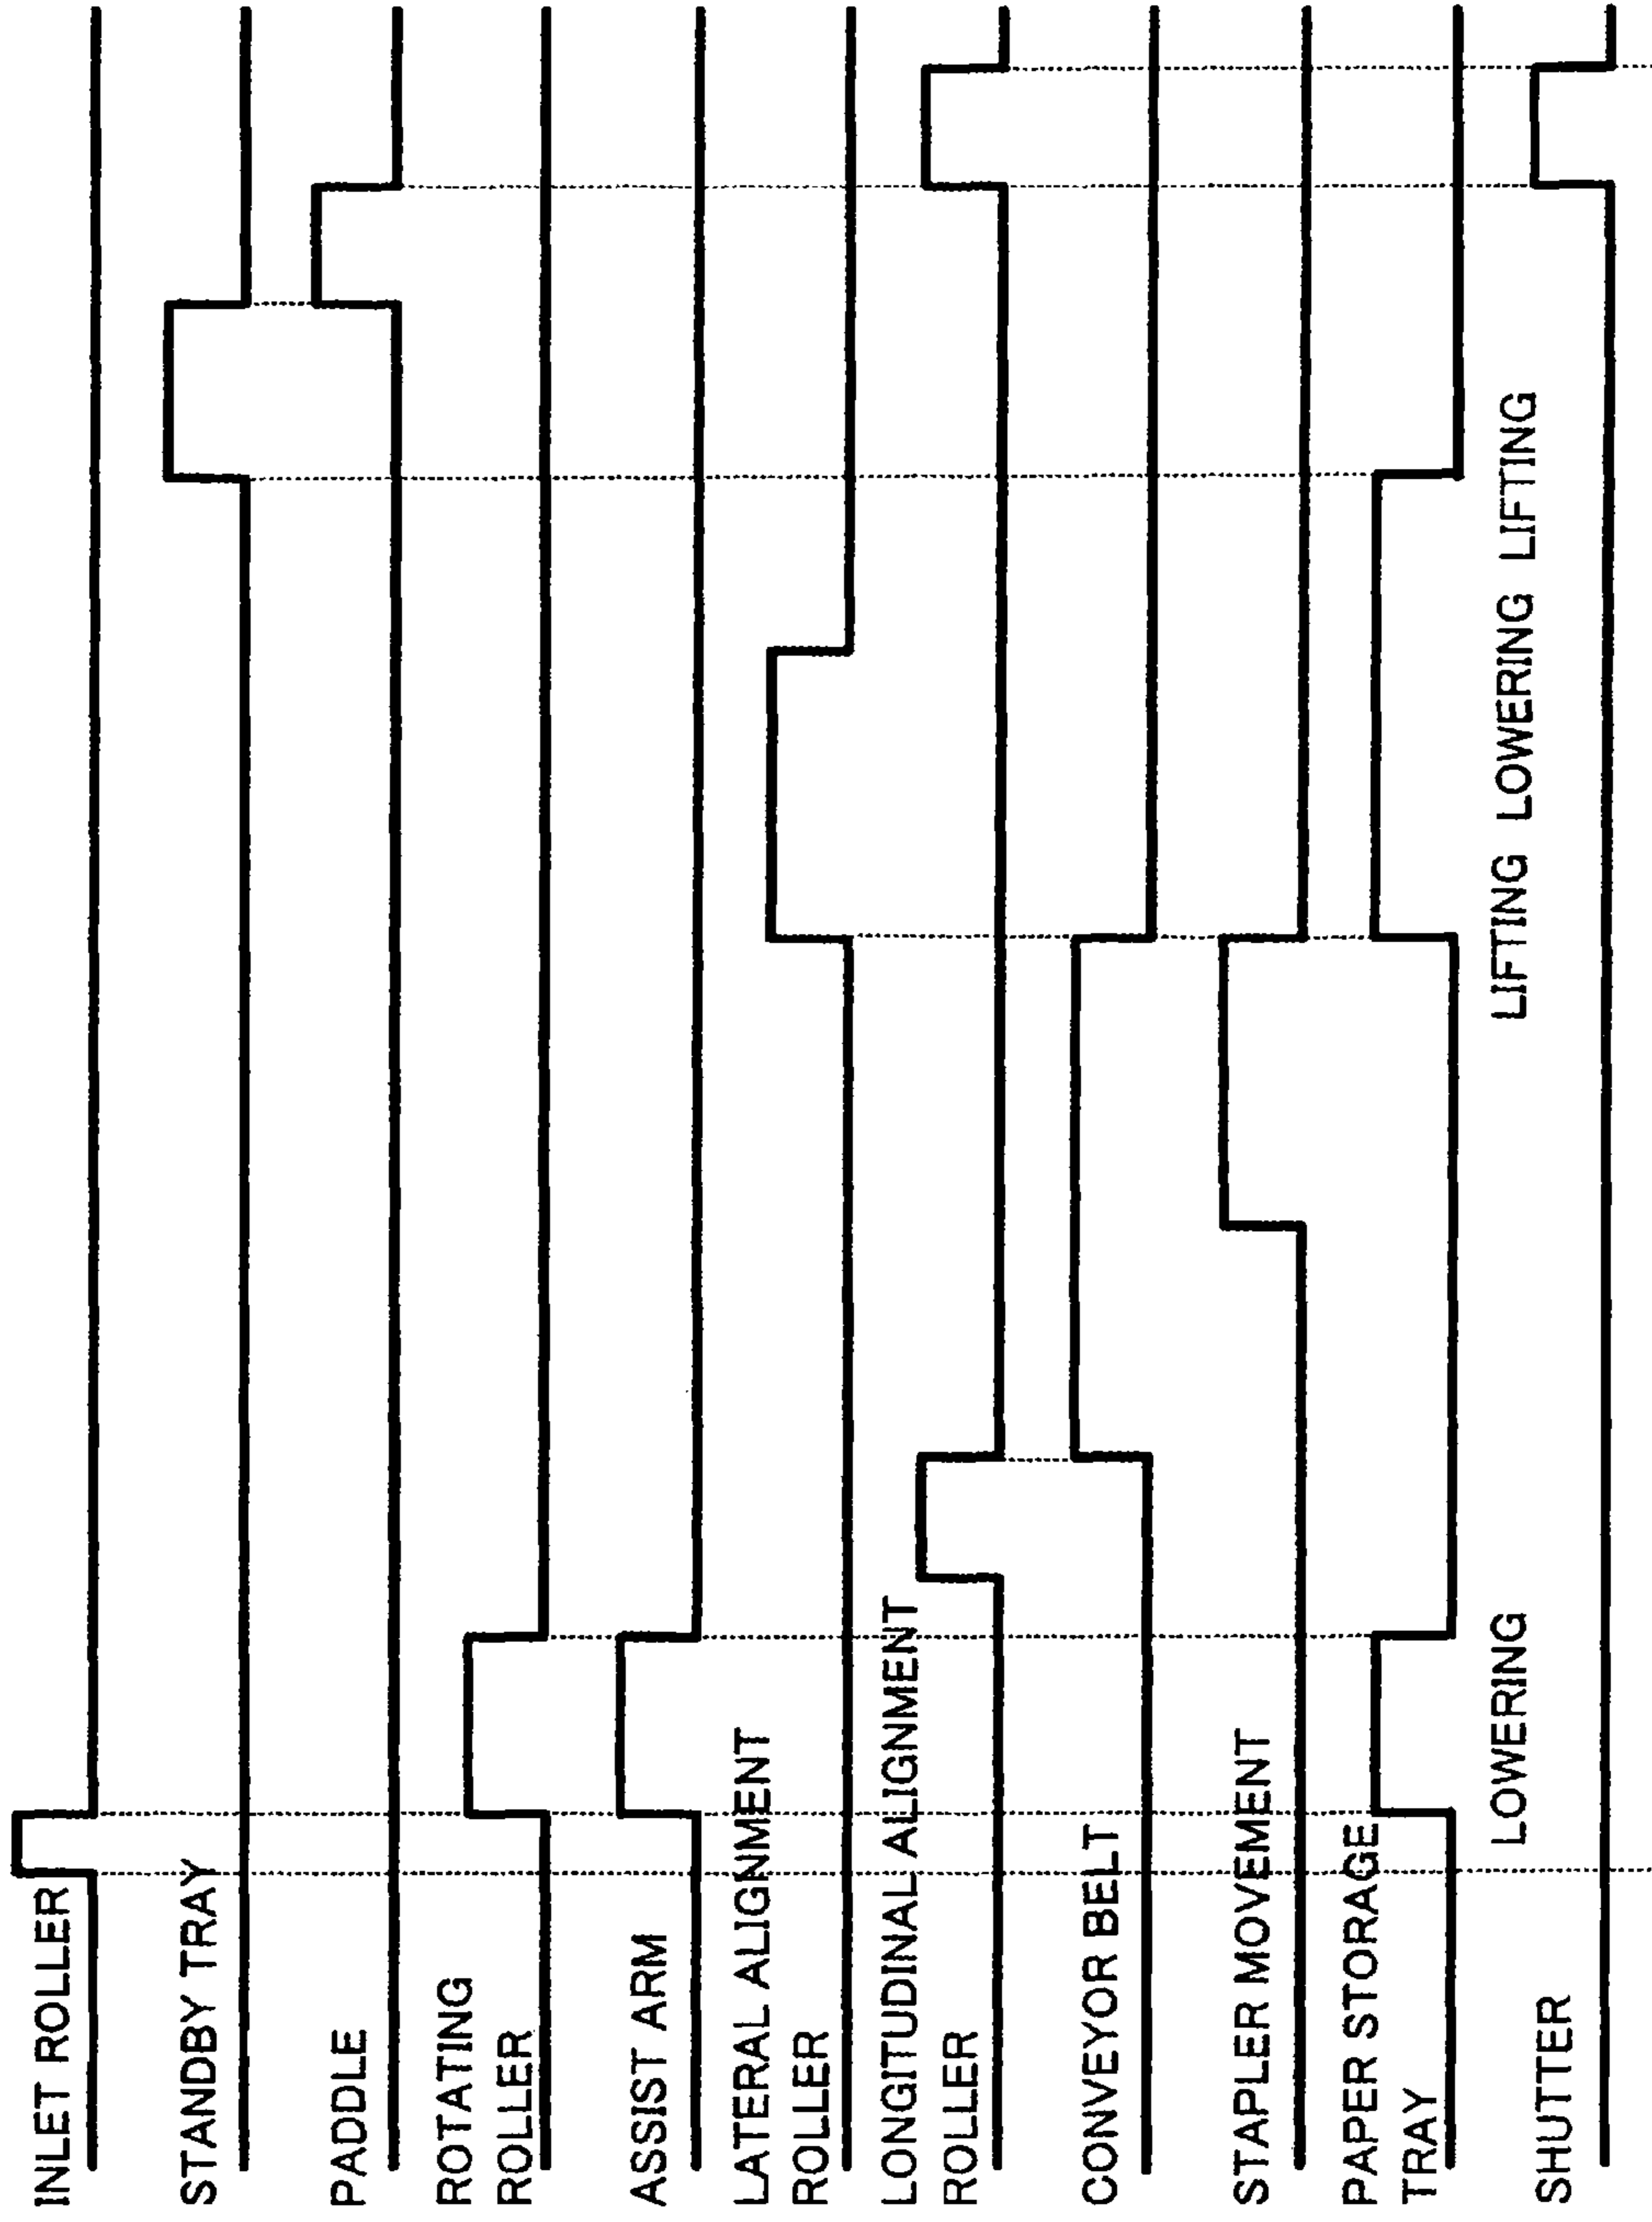 INLET ROLLER
STANDBY TRAY
PADDLE
ROTATING
ROLLER
ASSIST ARM
LATERAL ALIGNMENT
ROLLER
LONGITUDINAL ALIGNMENT
ROLLER
CONVEYOR BELT
STAPLER MOVEMENT
PAPER STORAGE
TRAY
LOWERING
LIFTING LOWERING LIFTING
SHUTTER